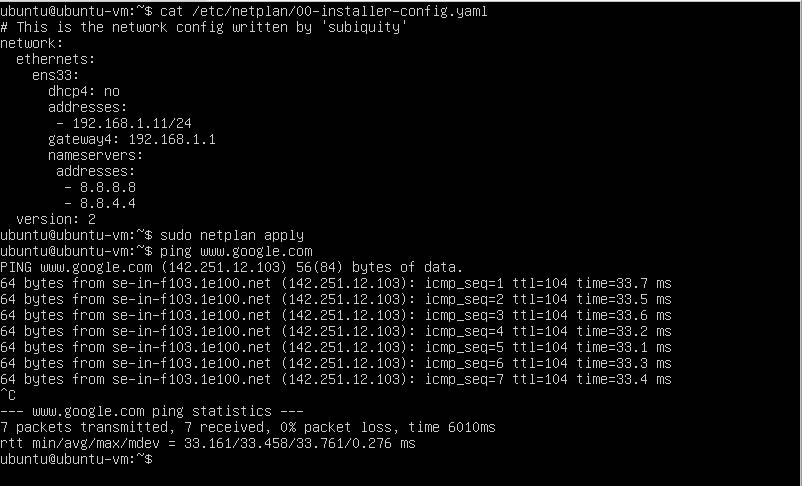 ubuntu@ubuntu-vm:~$ cat /etc/netplan/00-installer-config.yaml
# This is the network config written by 'subiquity'
network:
  ethernets:
    ens33:
      dhcp4: no
      addresses:
       - 192.168.1.11/24
      gateway4: 192.168.1.1
      nameservers:
       addresses:
        - 8.8.8.8
        - 8.8.4.4
  version: 2
ubuntu@ubuntu-vm:~$ sudo netplan apply
ubuntu@ubuntu-vm:~$ ping www.google.com
PING www.google.com (142.251.12.103) 56(84) bytes of data.
64 bytes from se-in-f103.1e100.net (142.251.12.103): icmp_seq=1 ttl=104 time=33.7 ms
64 bytes from se-in-f103.1e100.net (142.251.12.103): icmp_seq=2 ttl=104 time=33.5 ms
64 bytes from se-in-f103.1e100.net (142.251.12.103): icmp_seq=3 ttl=104 time=33.6 ms
64 bytes from se-in-f103.1e100.net (142.251.12.103): icmp_seq=4 ttl=104 time=33.2 ms
64 bytes from se-in-f103.1e100.net (142.251.12.103): icmp_seq=5 ttl=104 time=33.1 ms
64 bytes from se-in-f103.1e100.net (142.251.12.103): icmp_seq=6 ttl=104 time=33.3 ms
64 bytes from se-in-f103.1e100.net (142.251.12.103): icmp_seq=7 ttl=104 time=33.4 ms
^C
--- www.google.com ping statistics ---
7 packets transmitted, 7 received, 0% packet loss, time 6010ms
rtt min/avg/max/mdev = 33.161/33.458/33.761/0.276 ms
ubuntu@ubuntu-vm:~$